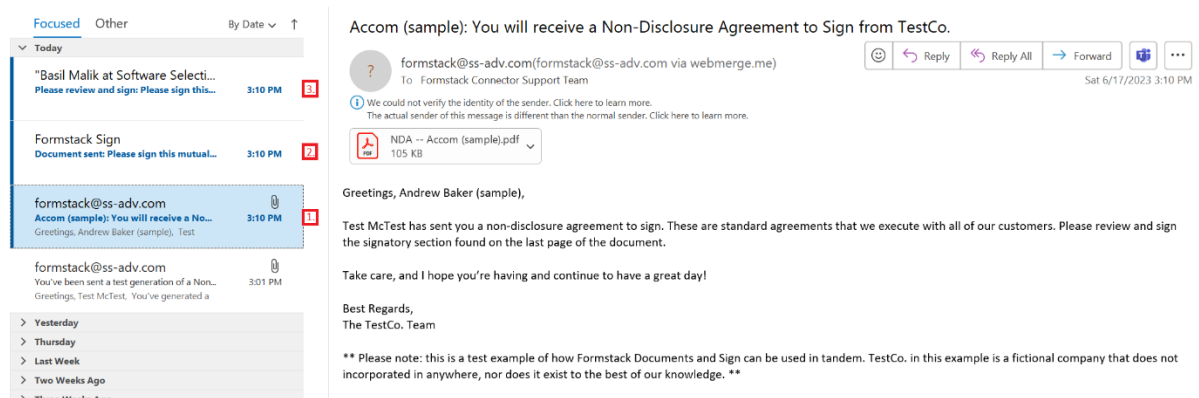 Focused Other By Date ↑
Today
"Basil Malik at Software Selecti...
Please review and sign: Please sign this... 3:10 PM
3.
Formstack Sign
Document sent: Please sign this mutual... 3:10 PM
2.
formstack@ss-adv.com
Accom (sample): You will receive a No... 3:10 PM
Greetings, Andrew Baker (sample), Test
1.
formstack@ss-adv.com
You've been sent a test generation of a Non... 3:01 PM
Greetings, Test McTest, You've generated a
Yesterday
Thursday
Last Week
Two Weeks Ago
Three Weeks Ago
Accom (sample): You will receive a Non-Disclosure Agreement to Sign from TestCo.
?
formstack@ss-adv.com(formstack@ss-adv.com via webmerge.me)
To Formstack Connector Support Team
Reply Reply All Forward ...
Sat 6/17/2023 3:10 PM
We could not verify the identity of the sender. Click here to learn more.
The actual sender of this message is different than the normal sender. Click here to learn more.
PDF
NDA -- Accom (sample).pdf
105 KB
Greetings, Andrew Baker (sample),
Test McTest has sent you a non-disclosure agreement to sign. These are standard agreements that we execute with all of our customers. Please review and sign
the signatory section found on the last page of the document.
Take care, and I hope you're having and continue to have a great day!
Best Regards,
The TestCo. Team
** Please note: this is a test example of how Formstack Documents and Sign can be used in tandem. TestCo. in this example is a fictional company that does not
incorporated in anywhere, nor does it exist to the best of our knowledge. **